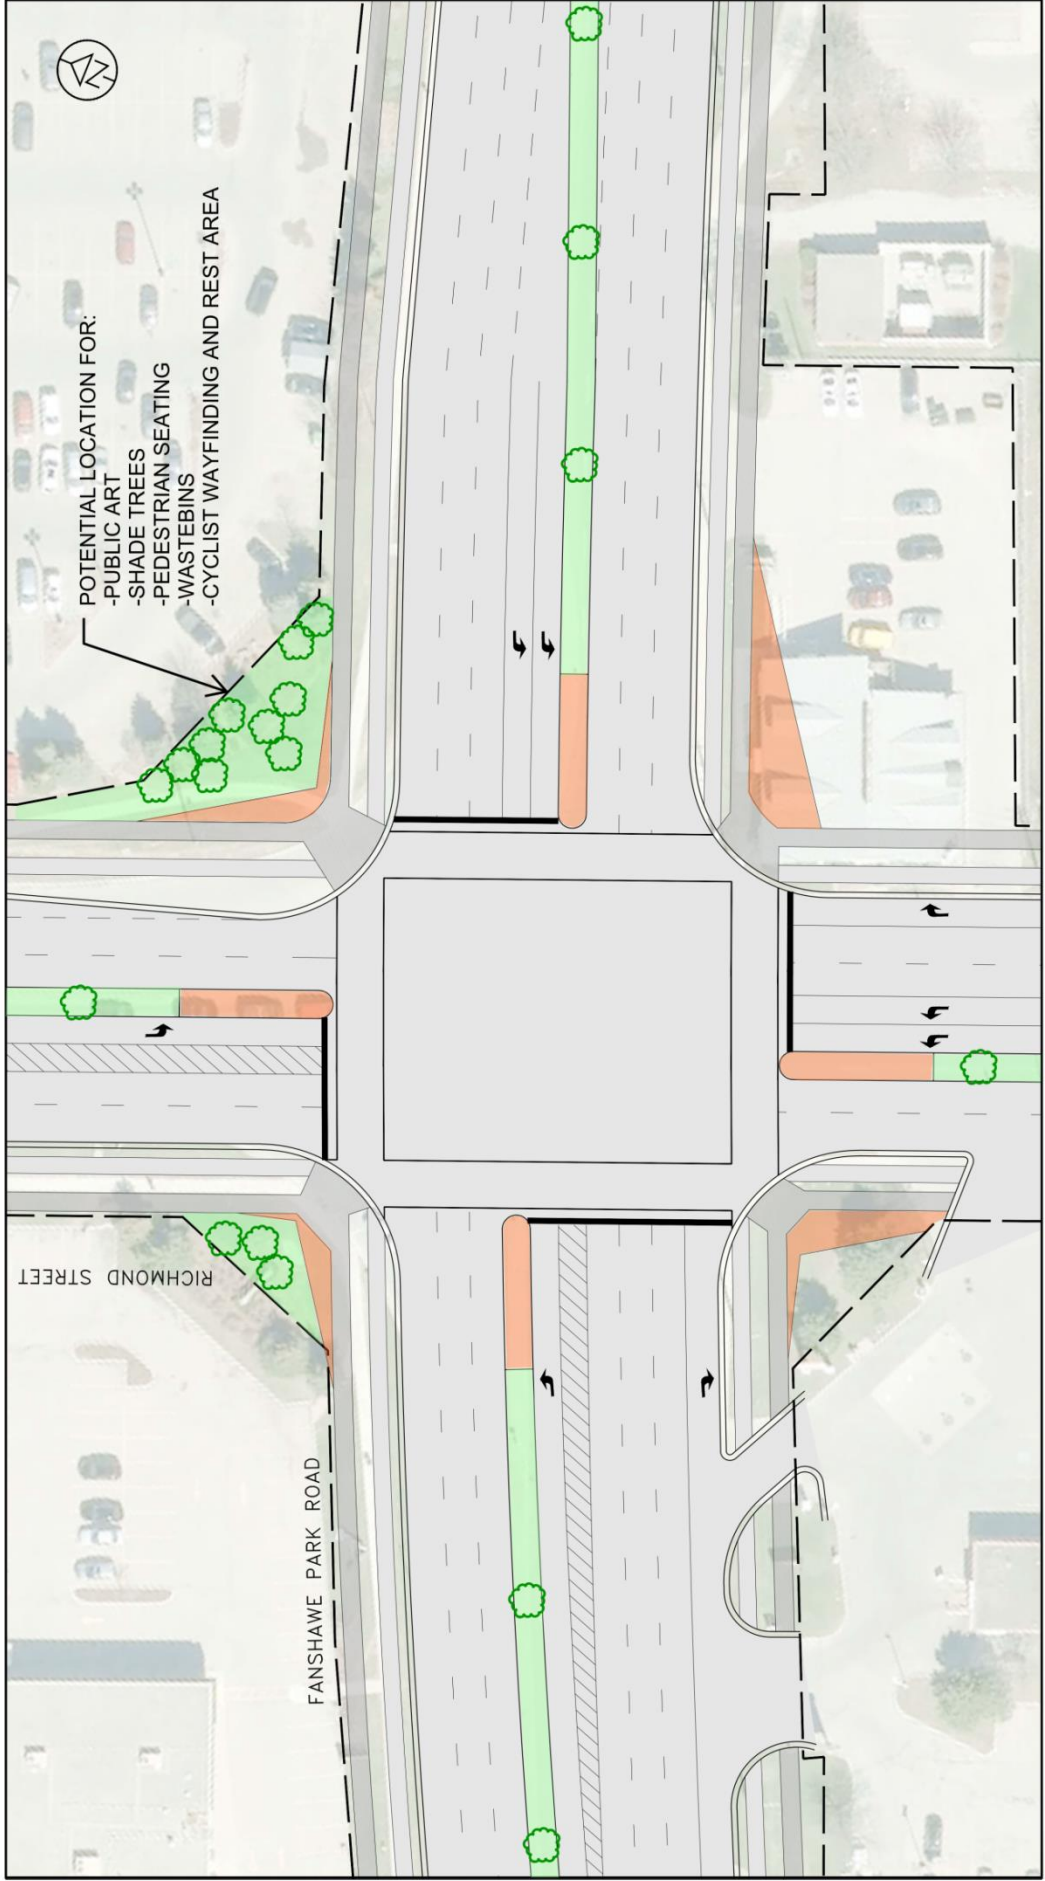 POTENTIAL LOCATION FOR:
-PUBLIC ART
-SHADE TREES
-PEDESTRIAN SEATING
-WASTEBINS
-CYCLIST WAYFINDING AND REST AREA
RICHMOND STREET
FANSHAWE PARK ROAD
N